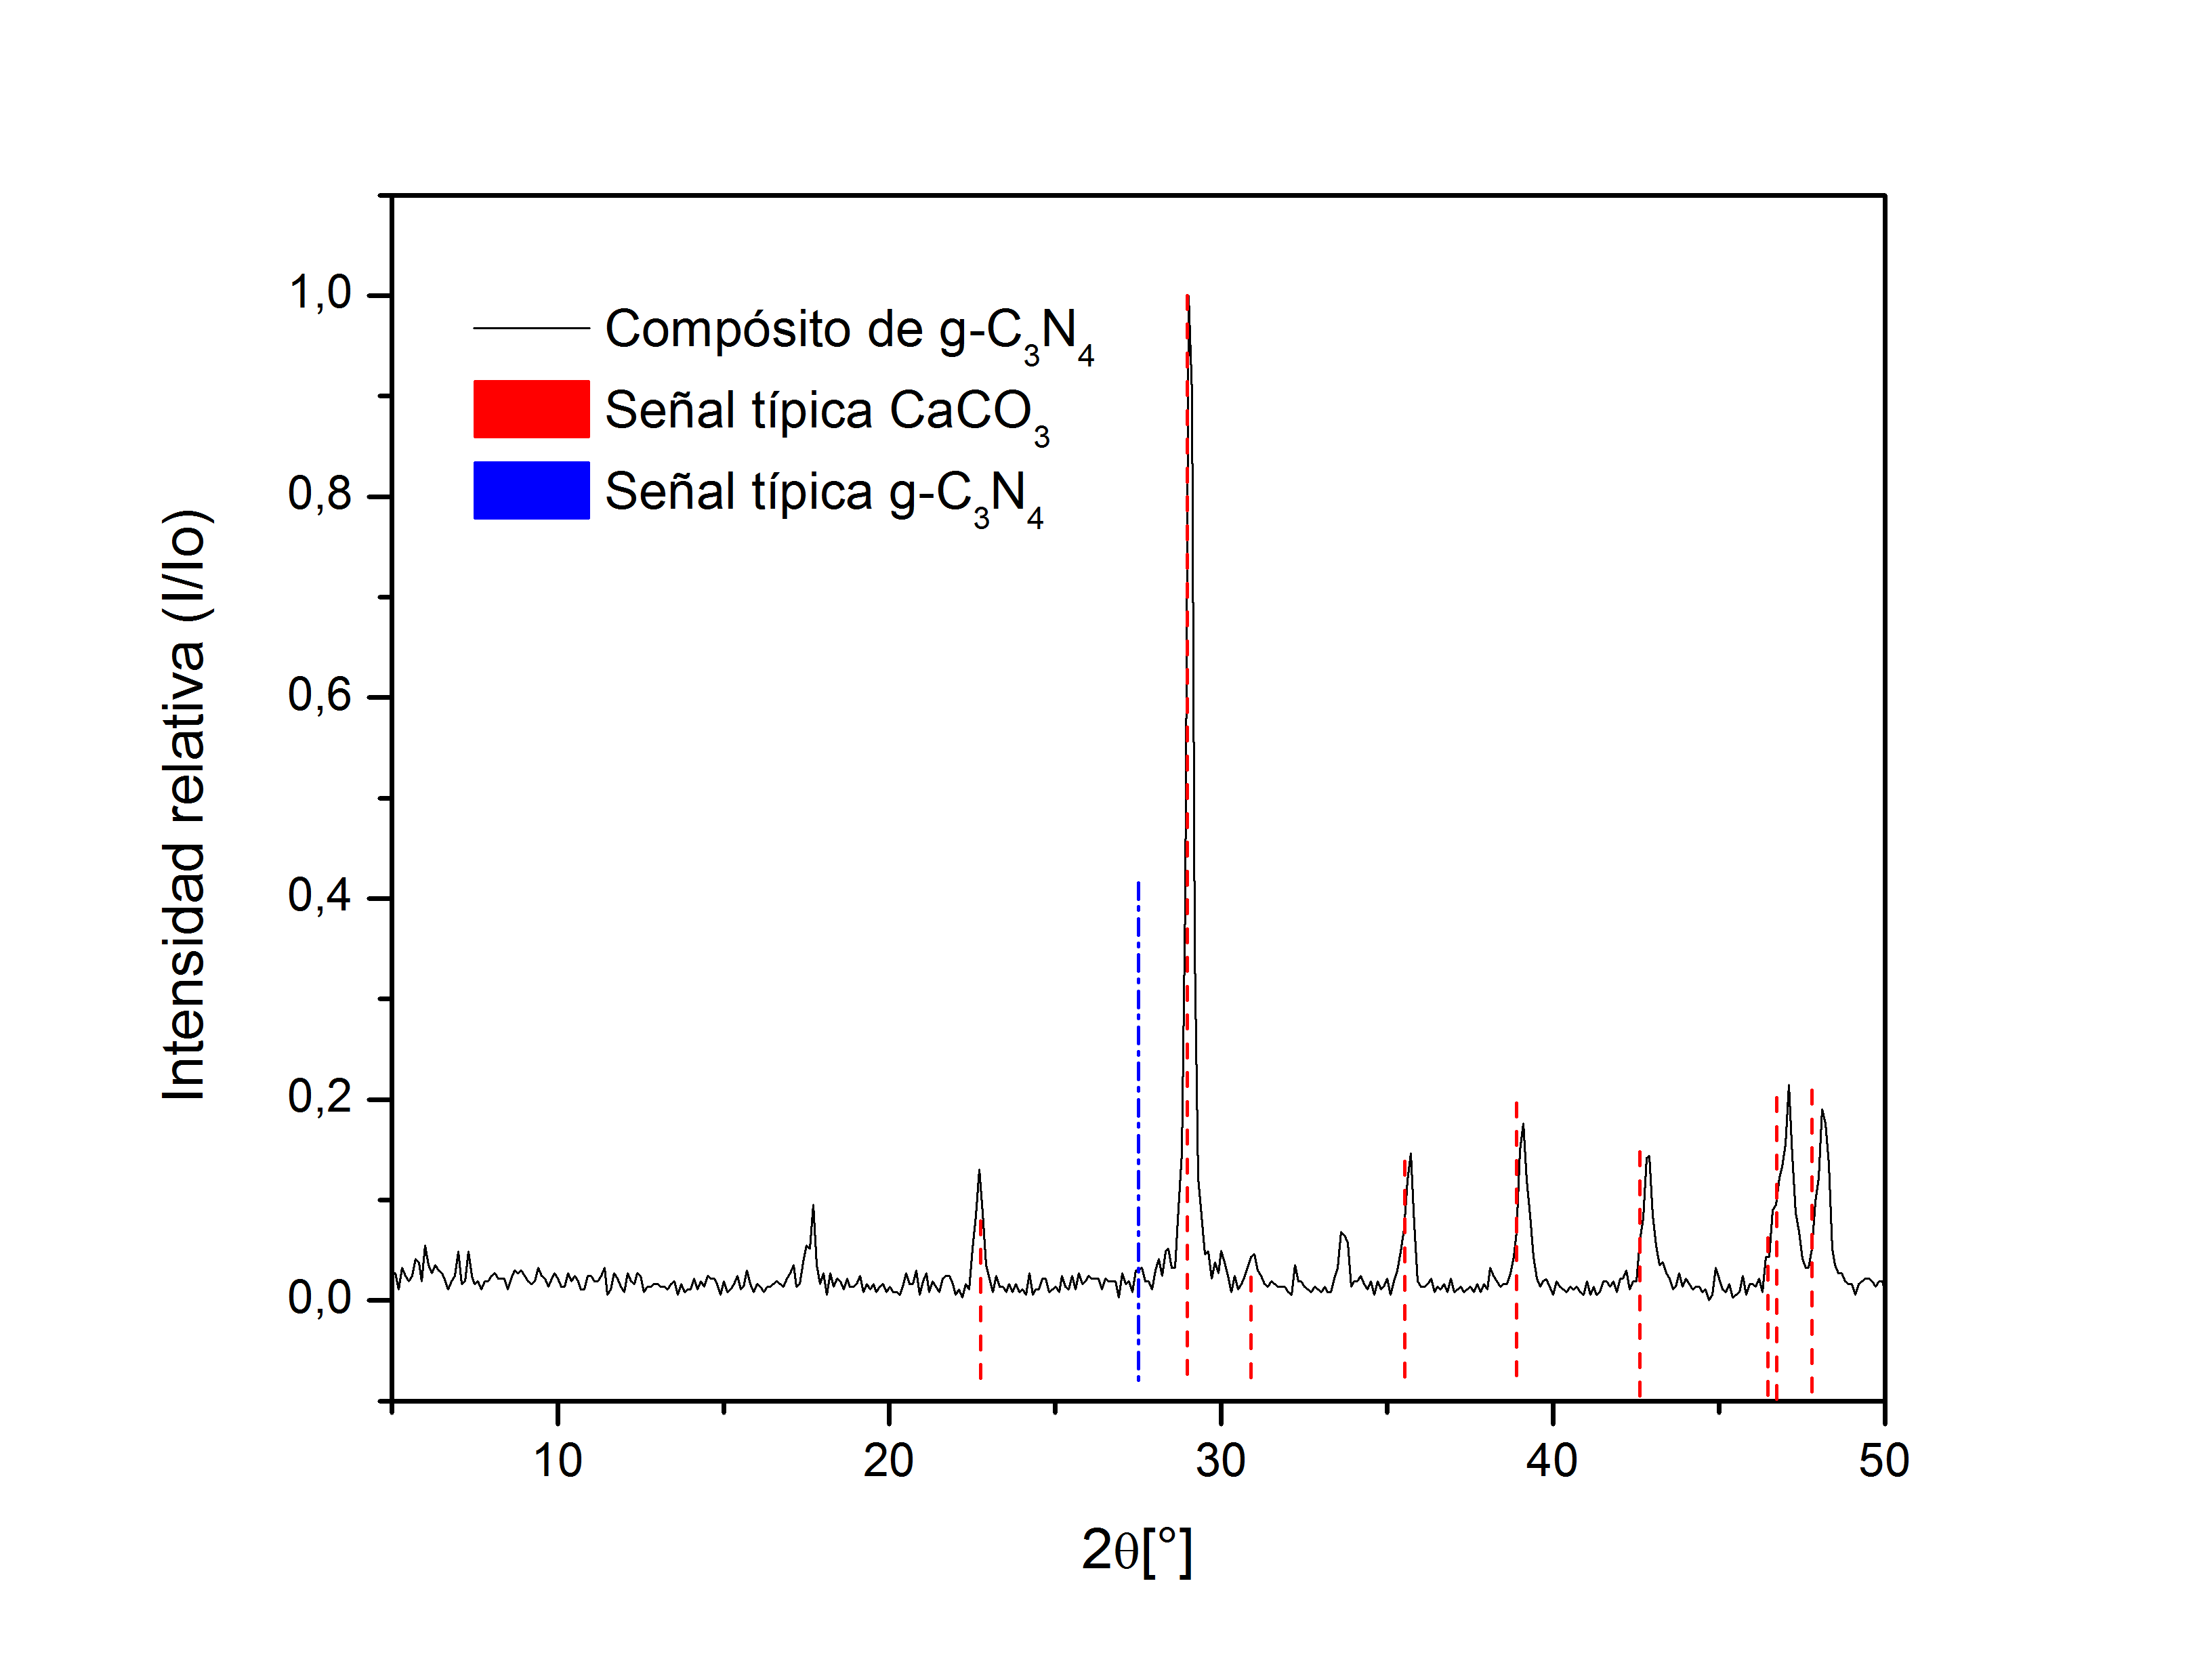 1,0
0,8
0,6
0,4
0,2
0,0
Intensidad relativa (I/Io)
Compósito de g-C₃N₄
Señal típica CaCO₃
Señal típica g-C₃N₄
10 20 30 40 50
2θ[°]